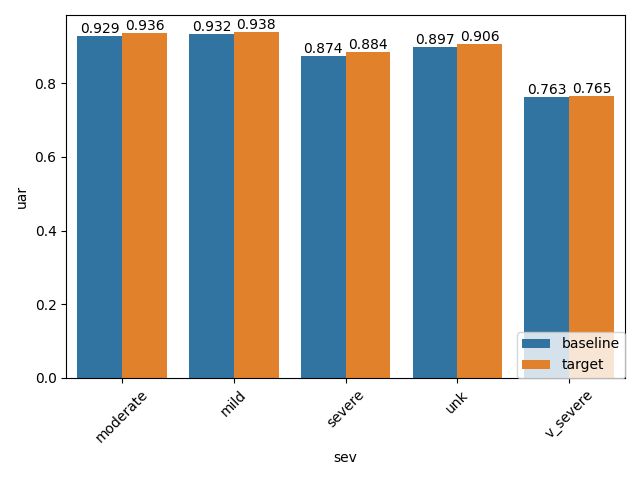 0.929 0.936 0.932 0.938 0.874 0.884 0.897 0.906 0.763 0.765
0.8
0.6
0.4
0.2
0.0
uar
baseline
target
moderate mild severe unk v_severe
sev